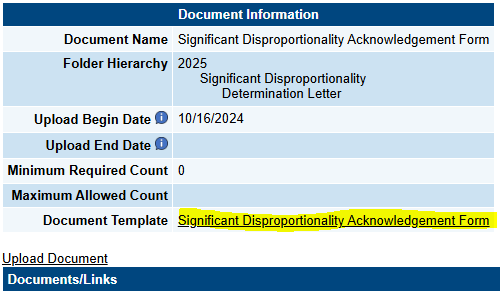 Document Information
Document Name Significant Disproportionality Acknowledgement Form
Folder Hierarchy 2025
Significant Disproportionality
Determination Letter
Upload Begin Date 10/16/2024
Upload End Date
Minimum Required Count 0
Maximum Allowed Count
Document Template Significant Disproportionality Acknowledgement Form
Upload Document
Documents/Links